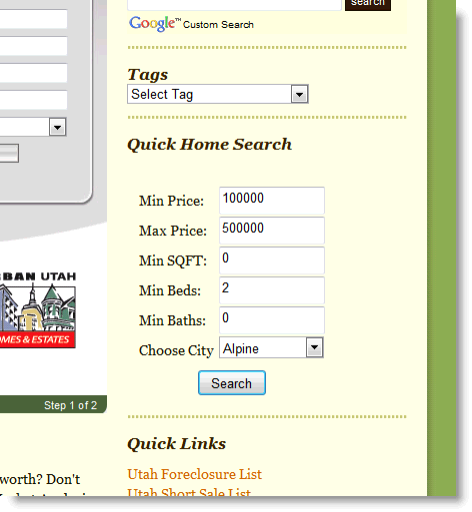 search
Google™ Custom Search
Tags
Select Tag
Quick Home Search
Min Price: 100000
Max Price: 500000
Min SQFT: 0
Min Beds: 2
Min Baths: 0
Choose City Alpine
Search
UTAH
HOMES & ESTATES
Step 1 of 2
Quick Links
Utah Foreclosure List
Utah Short Sale List
worth? Don't